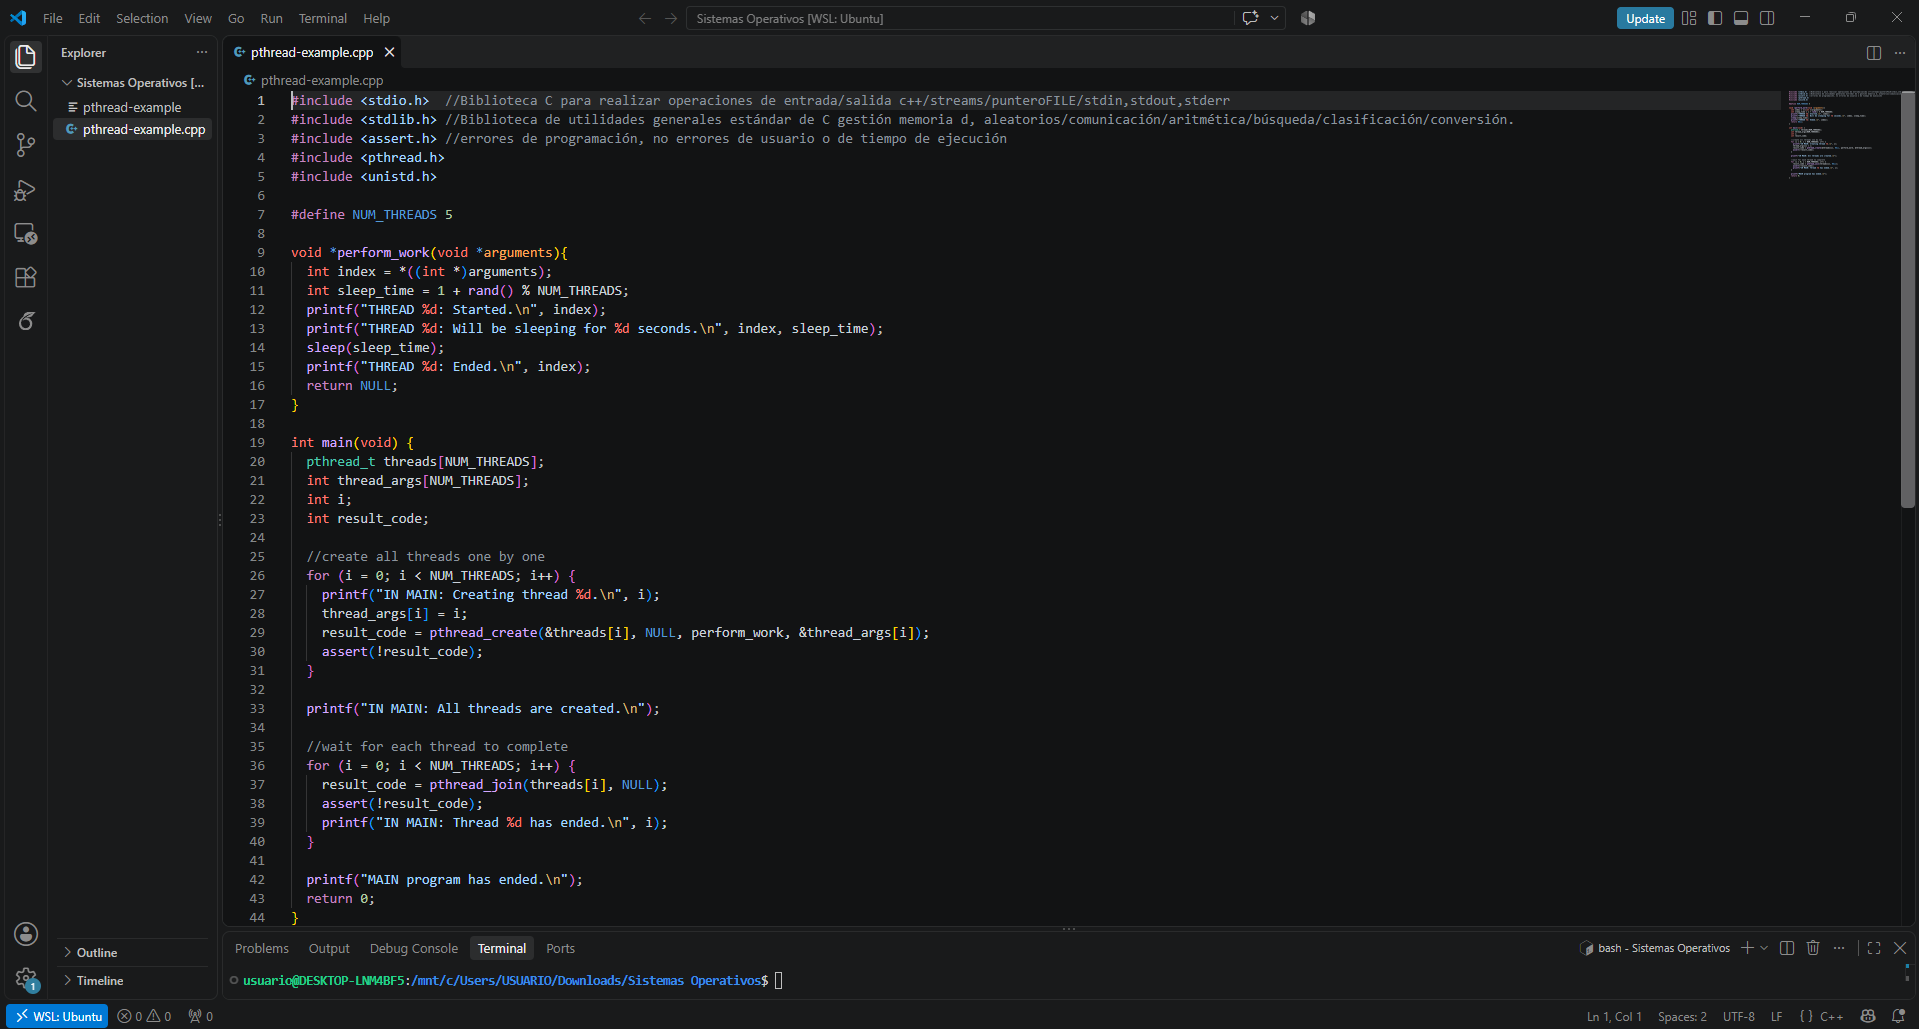 File Edit Selection View Go Run Terminal Help
Sistemas Operativos [WSL: Ubuntu]
Update
Explorer
Sistemas Operativos [...
pthread-example
pthread-example.cpp
Outline
Timeline
1
pthread-example.cpp
pthread-example.cpp
1 #include <stdio.h>  //Biblioteca C para realizar operaciones de entrada/salida c++/streams/punteroFILE/stdin,stdout,stderr
2 #include <stdlib.h> //Biblioteca de utilidades generales estándar de C gestión memoria d, aleatorios/comunicación/aritmética/búsqueda/clasificación/conversión.
3 #include <assert.h> //errores de programación, no errores de usuario o de tiempo de ejecución
4 #include <pthread.h>
5 #include <unistd.h>
6
7 #define NUM_THREADS 5
8
9 void *perform_work(void *arguments){
10   int index = *((int *)arguments);
11   int sleep_time = 1 + rand() % NUM_THREADS;
12   printf("THREAD %d: Started.\n", index);
13   printf("THREAD %d: Will be sleeping for %d seconds.\n", index, sleep_time);
14   sleep(sleep_time);
15   printf("THREAD %d: Ended.\n", index);
16   return NULL;
17 }
18
19 int main(void) {
20   pthread_t threads[NUM_THREADS];
21   int thread_args[NUM_THREADS];
22   int i;
23   int result_code;
24
25   //create all threads one by one
26   for (i = 0; i < NUM_THREADS; i++) {
27     printf("IN MAIN: Creating thread %d.\n", i);
28     thread_args[i] = i;
29     result_code = pthread_create(&threads[i], NULL, perform_work, &thread_args[i]);
30     assert(!result_code);
31   }
32
33   printf("IN MAIN: All threads are created.\n");
34
35   //wait for each thread to complete
36   for (i = 0; i < NUM_THREADS; i++) {
37     result_code = pthread_join(threads[i], NULL);
38     assert(!result_code);
39     printf("IN MAIN: Thread %d has ended.\n", i);
40   }
41
42   printf("MAIN program has ended.\n");
43   return 0;
44 }
Problems Output Debug Console Terminal Ports
bash - Sistemas Operativos
usuario@DESKTOP-LNM4BF5:/mnt/c/Users/USUARIO/Downloads/Sistemas Operativos$
WSL: Ubuntu 0 0 0
Ln 1, Col 1 Spaces: 2 UTF-8 LF { } C++